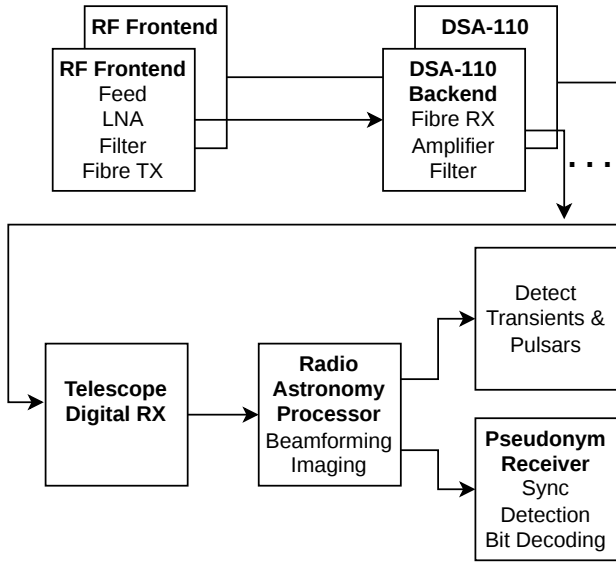 RF Frontend
RF Frontend
Feed
LNA
Filter
Fibre TX
DSA-110
DSA-110
Backend
Fibre RX
Amplifier
Filter
...
Telescope
Digital RX
Radio
Astronomy
Processor
Beamforming
Imaging
Detect
Transients &
Pulsars
Pseudonym
Receiver
Sync
Detection
Bit Decoding